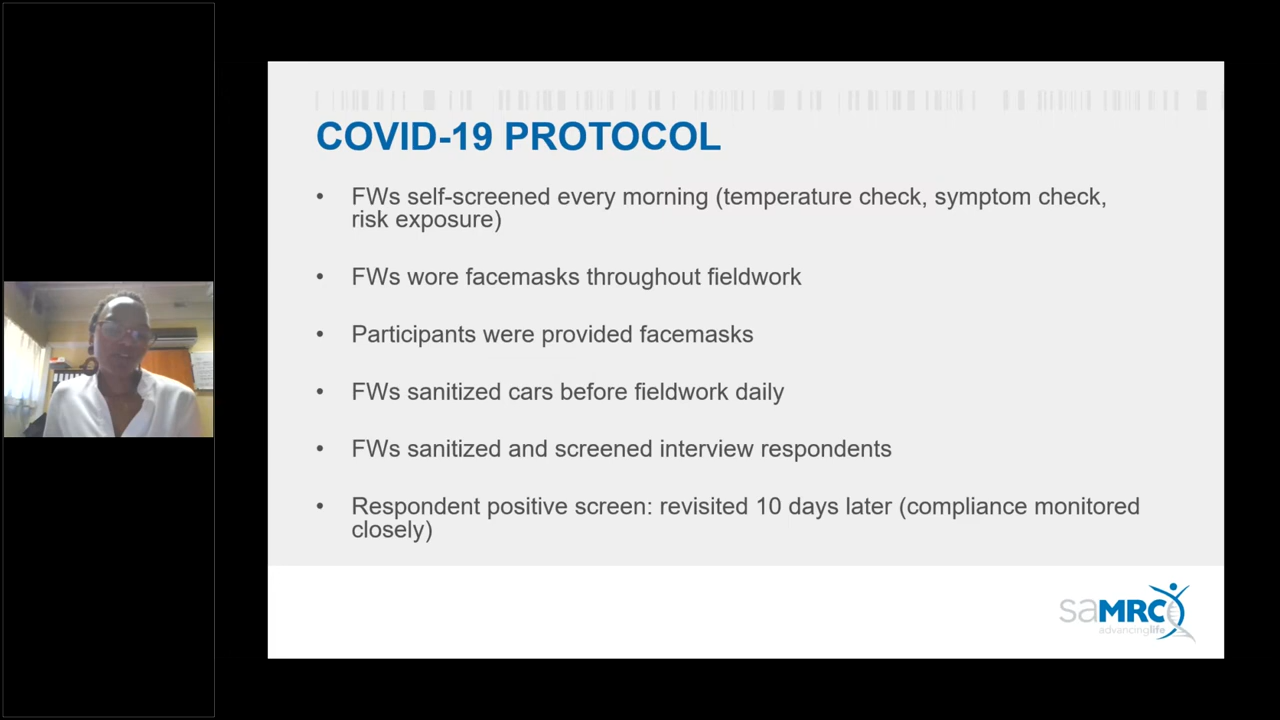 COVID-19 PROTOCOL
• FWs self-screened every morning (temperature check, symptom check,
risk exposure)
• FWs wore facemasks throughout fieldwork
• Participants were provided facemasks
• FWs sanitized cars before fieldwork daily
• FWs sanitized and screened interview respondents
• Respondent positive screen: revisited 10 days later (compliance monitored
closely)
saMRC
advancinglife